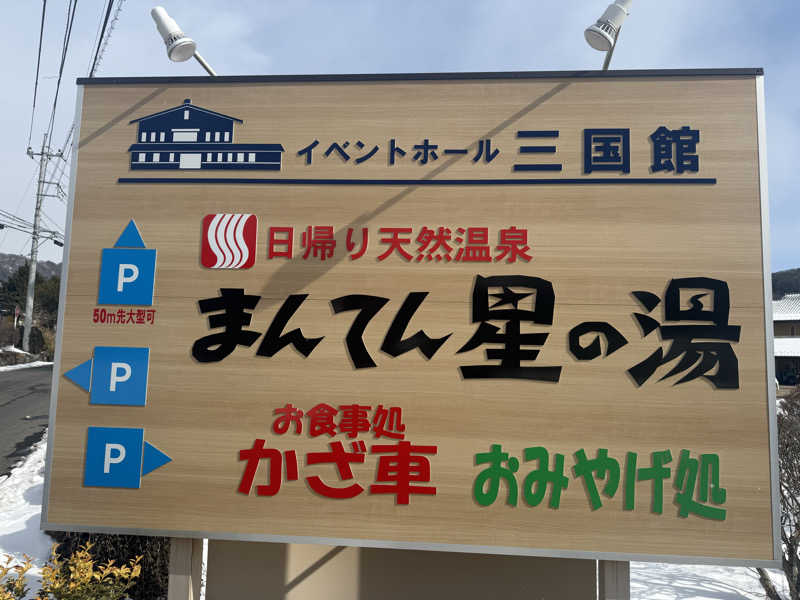 イベントホール 三国館
日帰り天然温泉
まんてん星の湯
P
50m先大型可
P
P
お食事処
かざ車
おみやげ処